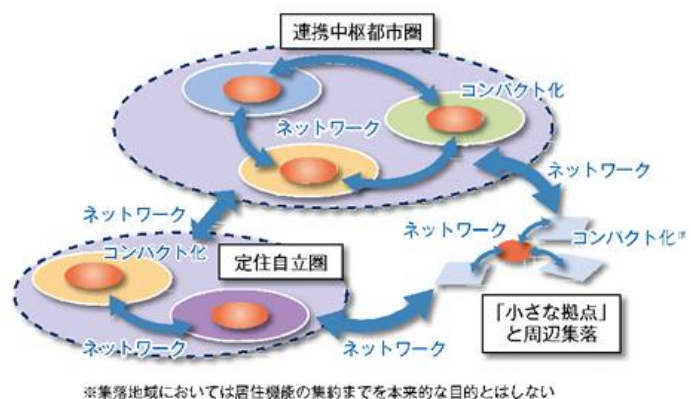 連携中枢都市圏
コンパクト化
ネットワーク
ネットワーク
ネットワーク
コンパクト化
定住自立圏
ネットワーク
コンパクト化※
ネットワーク
ネットワーク
「小さな拠点」
と周辺集落
※集落地域においては居住機能の集約までを本来的な目的とはしない